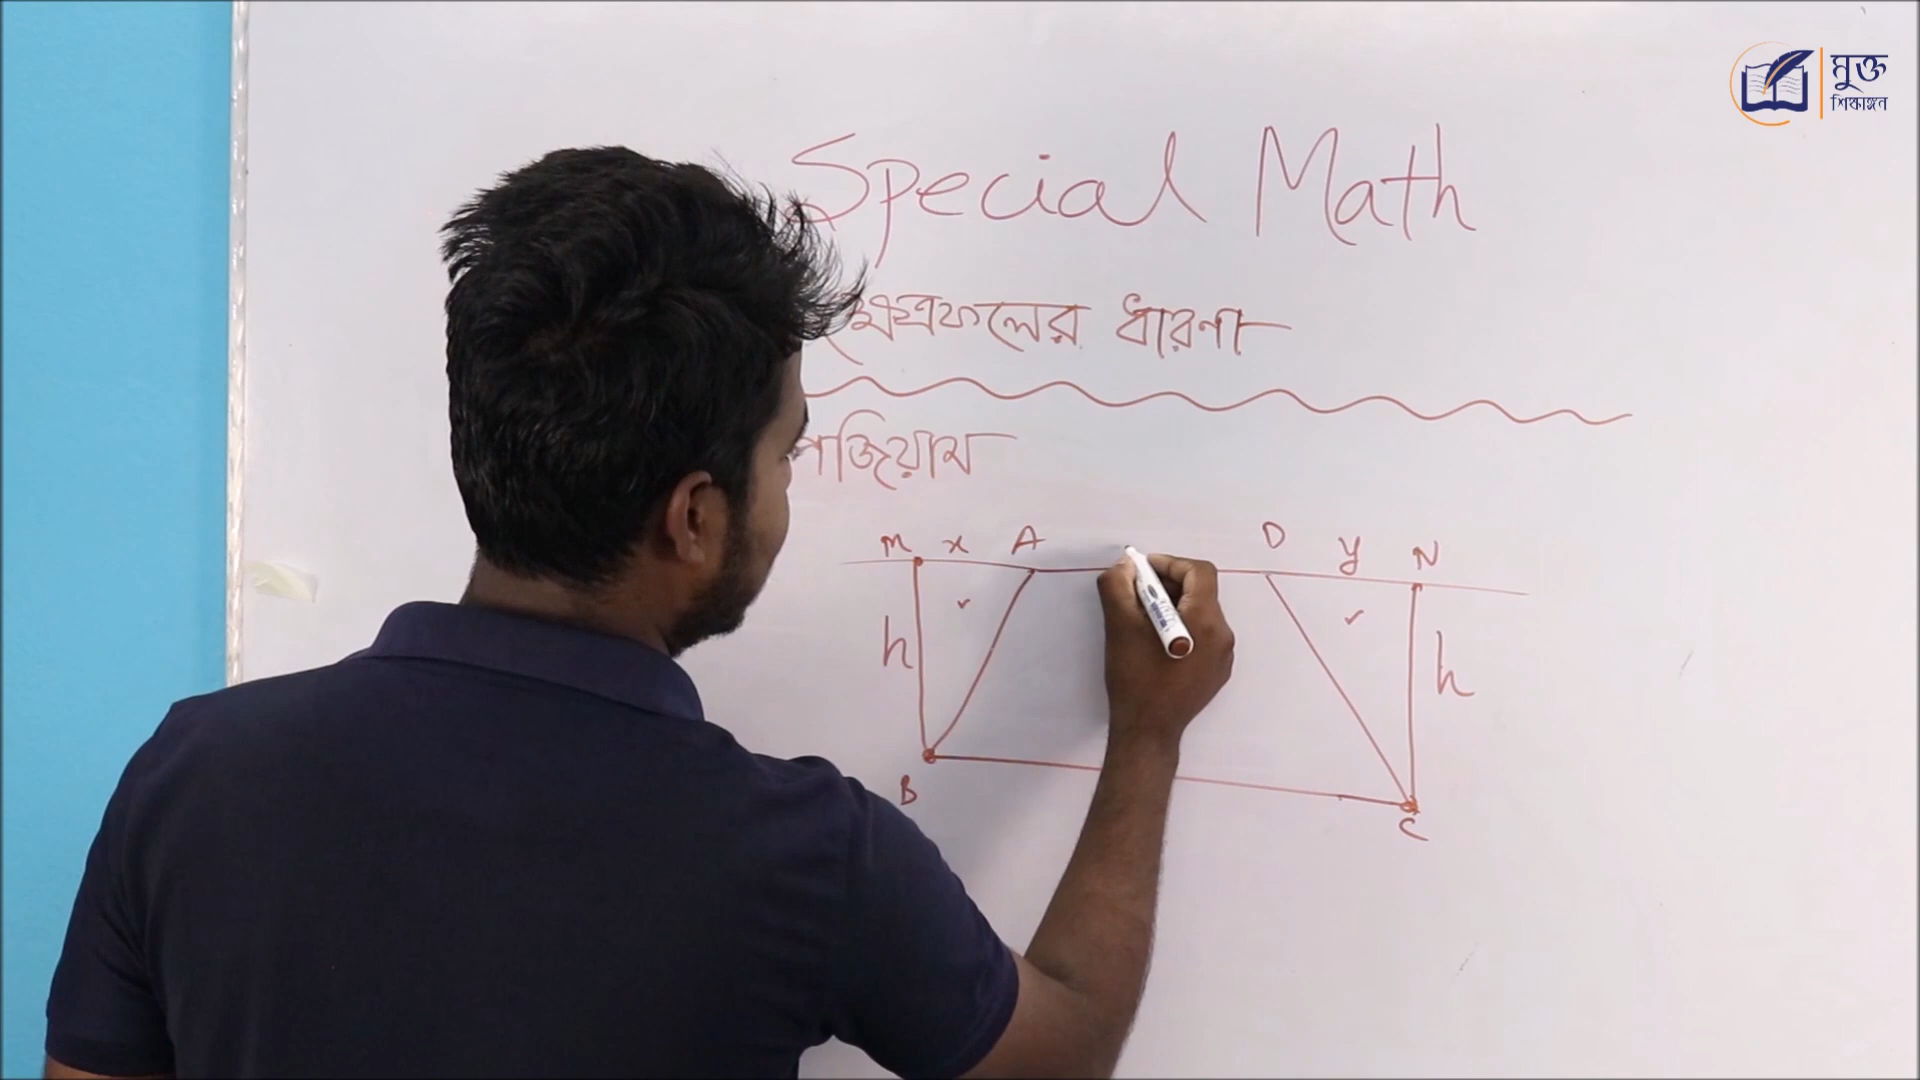 মুক্ত
শিক্ষাঙ্গন
Special Math
ক্ষেত্রফলের ধারণা
M x A D y N
h h
B
C